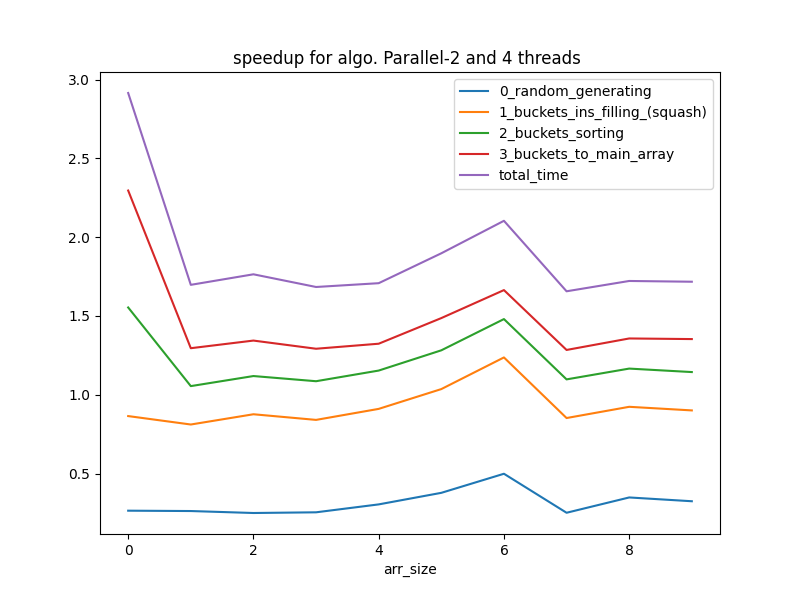 speedup for algo. Parallel-2 and 4 threads
3.0
2.5
2.0
1.5
1.0
0.5
0_random_generating
1_buckets_ins_filling_(squash)
2_buckets_sorting
3_buckets_to_main_array
total_time
0 2 4 6 8
arr_size